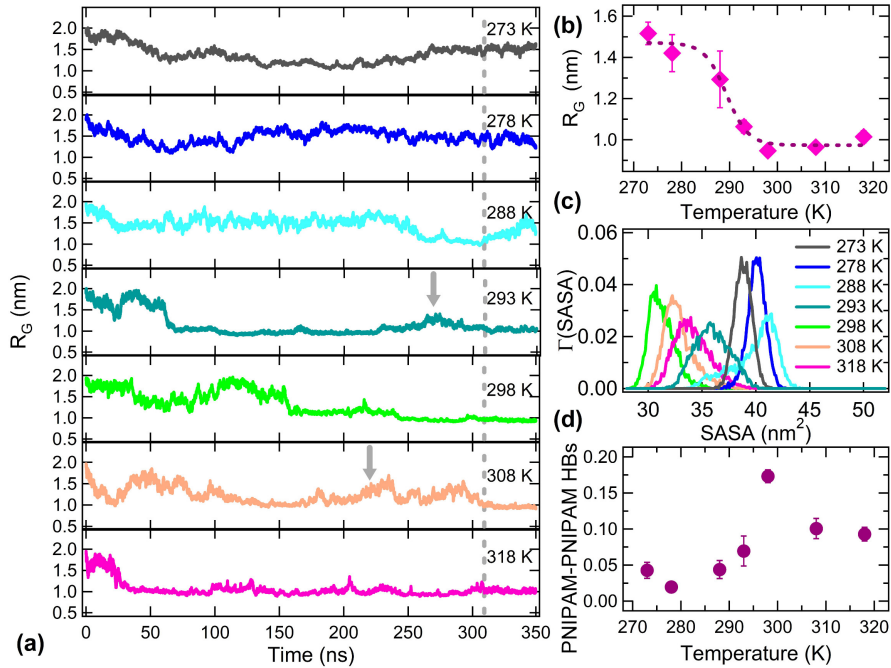 2.0
1.5
1.0
0.5
273 K
2.0
1.5
1.0
0.5
278 K
2.0
1.5
1.0
0.5
288 K
2.0
1.5
1.0
0.5
293 K
2.0
1.5
1.0
0.5
298 K
2.0
1.5
1.0
0.5
308 K
2.0
1.5
1.0
0.5
318 K
R_G (nm)
0 50 100 150 200 250 300 350
Time (ns)
(a)
(b)
R_G (nm)
1.6
1.4
1.2
1.0
270 280 290 300 310 320
Temperature (K)
(c)
Γ(SASA)
0.06
0.04
0.02
0.00
273 K
278 K
288 K
293 K
298 K
308 K
318 K
30 35 40 45 50
SASA (nm²)
(d)
PNIPAM-PNIPAM HBs
0.20
0.15
0.10
0.05
0.00
270 280 290 300 310 320
Temperature (K)